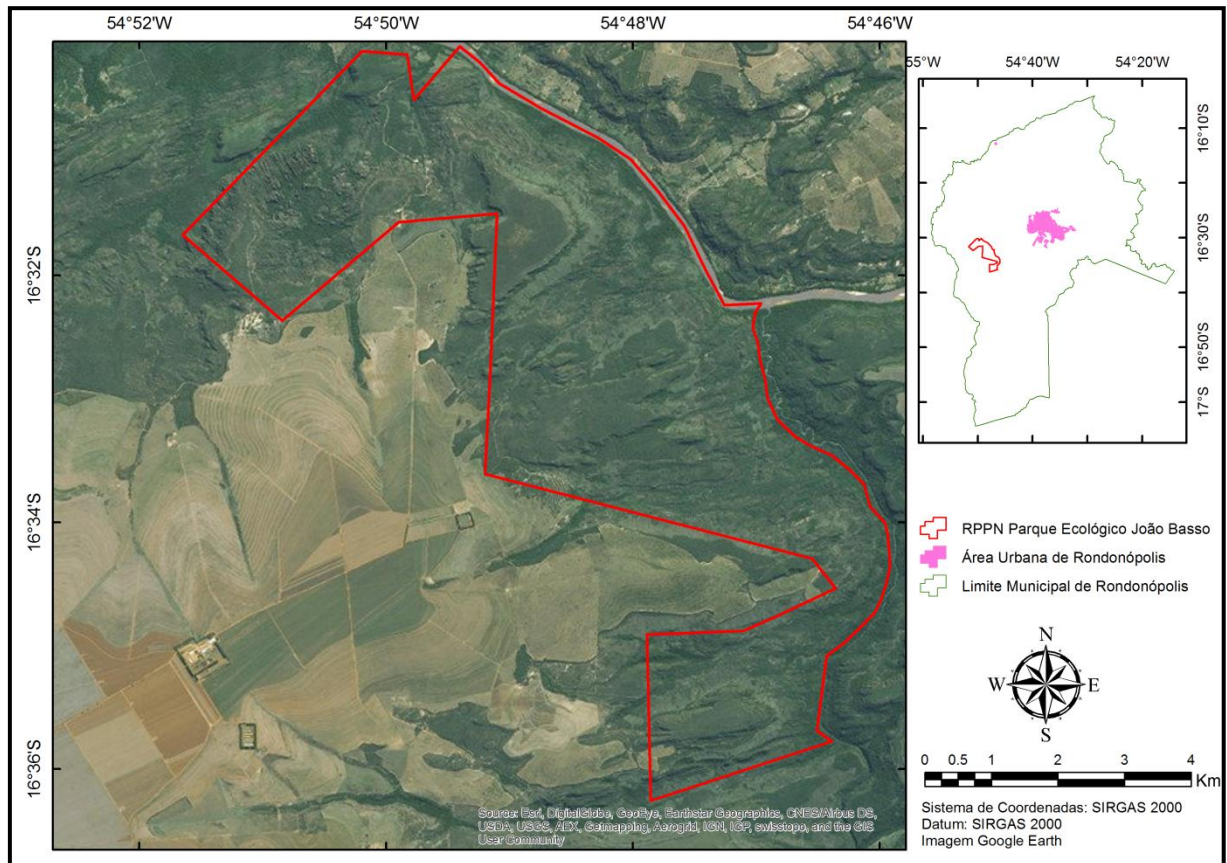 54°52'W 54°50'W 54°48'W 54°46'W
16°32'S
16°34'S
16°36'S
Source: Esri, DigitalGlobe, GeoEye, Earthstar Geographics, CNES/Airbus DS,
USDA, USGS, AEX, Getmapping, Aerogrid, IGN, IGP, swisstopo, and the GIS
User Community
55°W 54°40'W 54°20'W
16°10'S
16°30'S
16°50'S
17°S
RPPN Parque Ecológico João Basso
Área Urbana de Rondonópolis
Limite Municipal de Rondonópolis
N
W E
S
0 0.5 1 2 3 4
Km
Sistema de Coordenadas: SIRGAS 2000
Datum: SIRGAS 2000
Imagem Google Earth